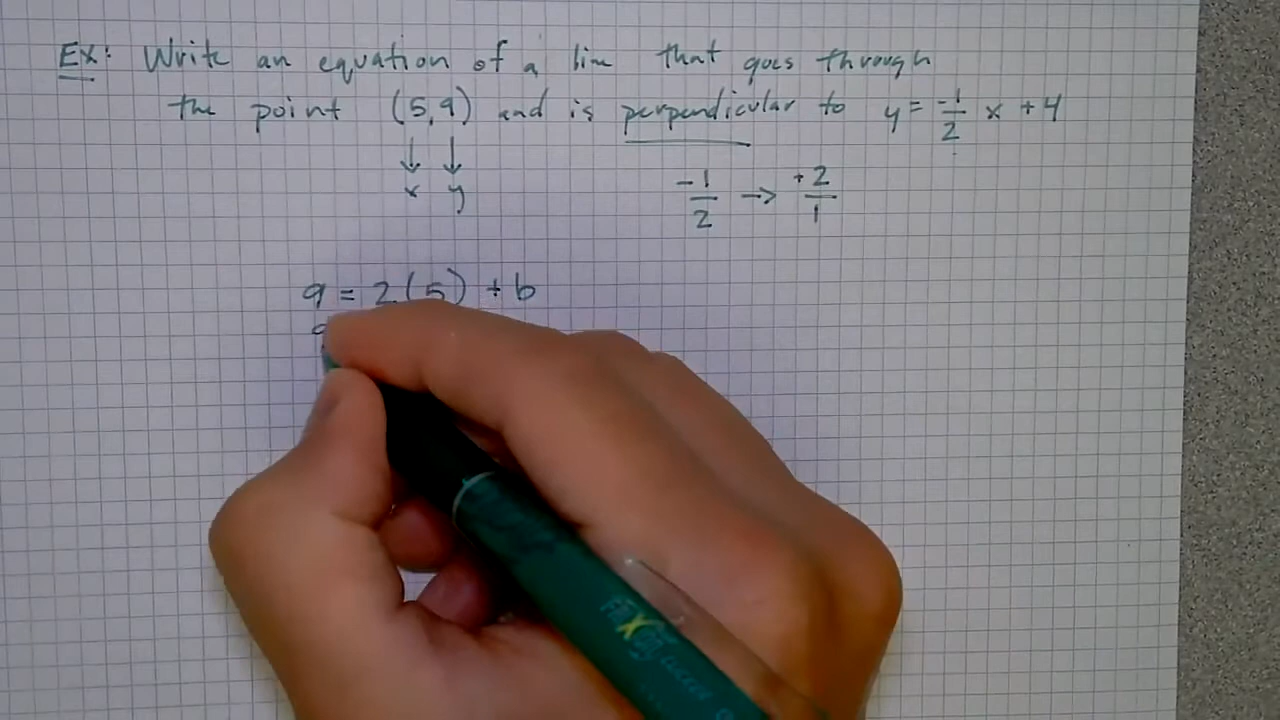 Ex: Write an equation of a line that goes through
the point (5,9) and is perpendicular to y = -1/2 x + 4
↓ ↓
x y
-1/2 → +2/1
9 = 2(5) + b
9